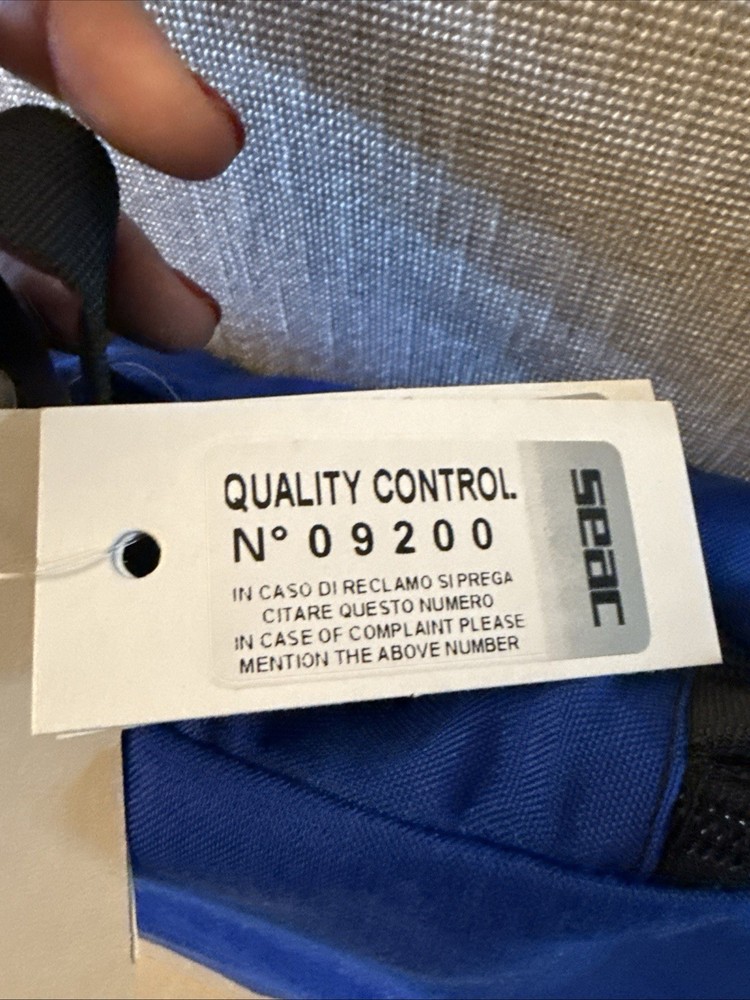 QUALITY CONTROL
N° 09200
IN CASO DI RECLAMO SI PREGA
CITARE QUESTO NUMERO
IN CASE OF COMPLAINT PLEASE
MENTION THE ABOVE NUMBER
seac